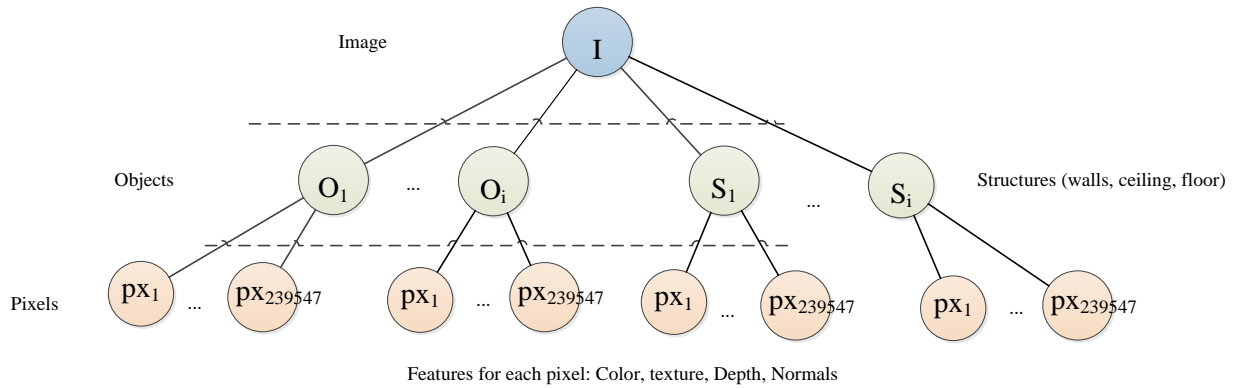 Image
I
Objects
O₁
...
Oᵢ
S₁
...
Sᵢ
Structures (walls, ceiling, floor)
Pixels
px₁
...
px₂₃₉₅₄₇
px₁
...
px₂₃₉₅₄₇
px₁
...
px₂₃₉₅₄₇
px₁
...
px₂₃₉₅₄₇
Features for each pixel: Color, texture, Depth, Normals